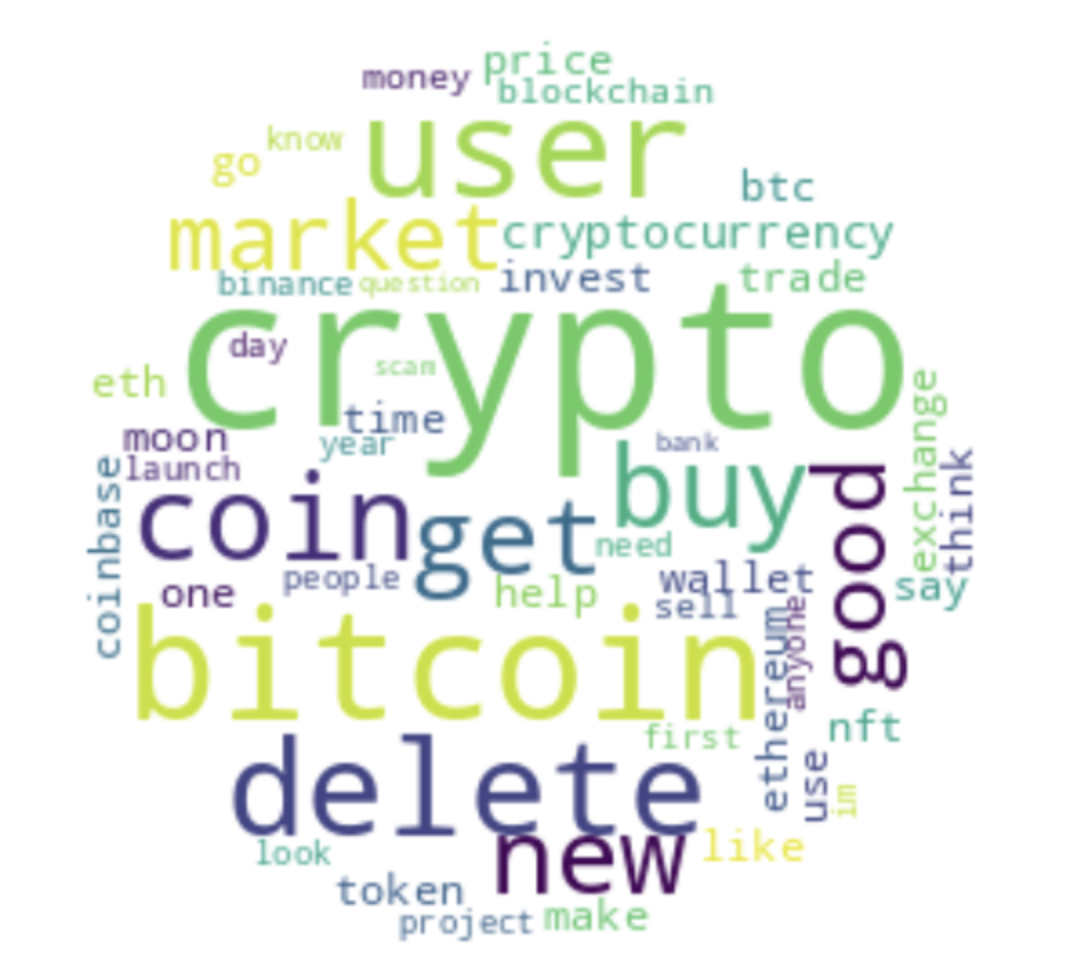 price
money
blockchain
user
know
go
btc
market
cryptocurrency
binance
question
invest
trade
crypto
day
scam
eth
time
exchange
moon
year
bank
launch
coinbase
coin
get
buy
good
think
need
one
people
help
wallet
say
sell
bitcoin
ethereum
anyone
first
nft
delete
use
im
new
like
look
token
project
make